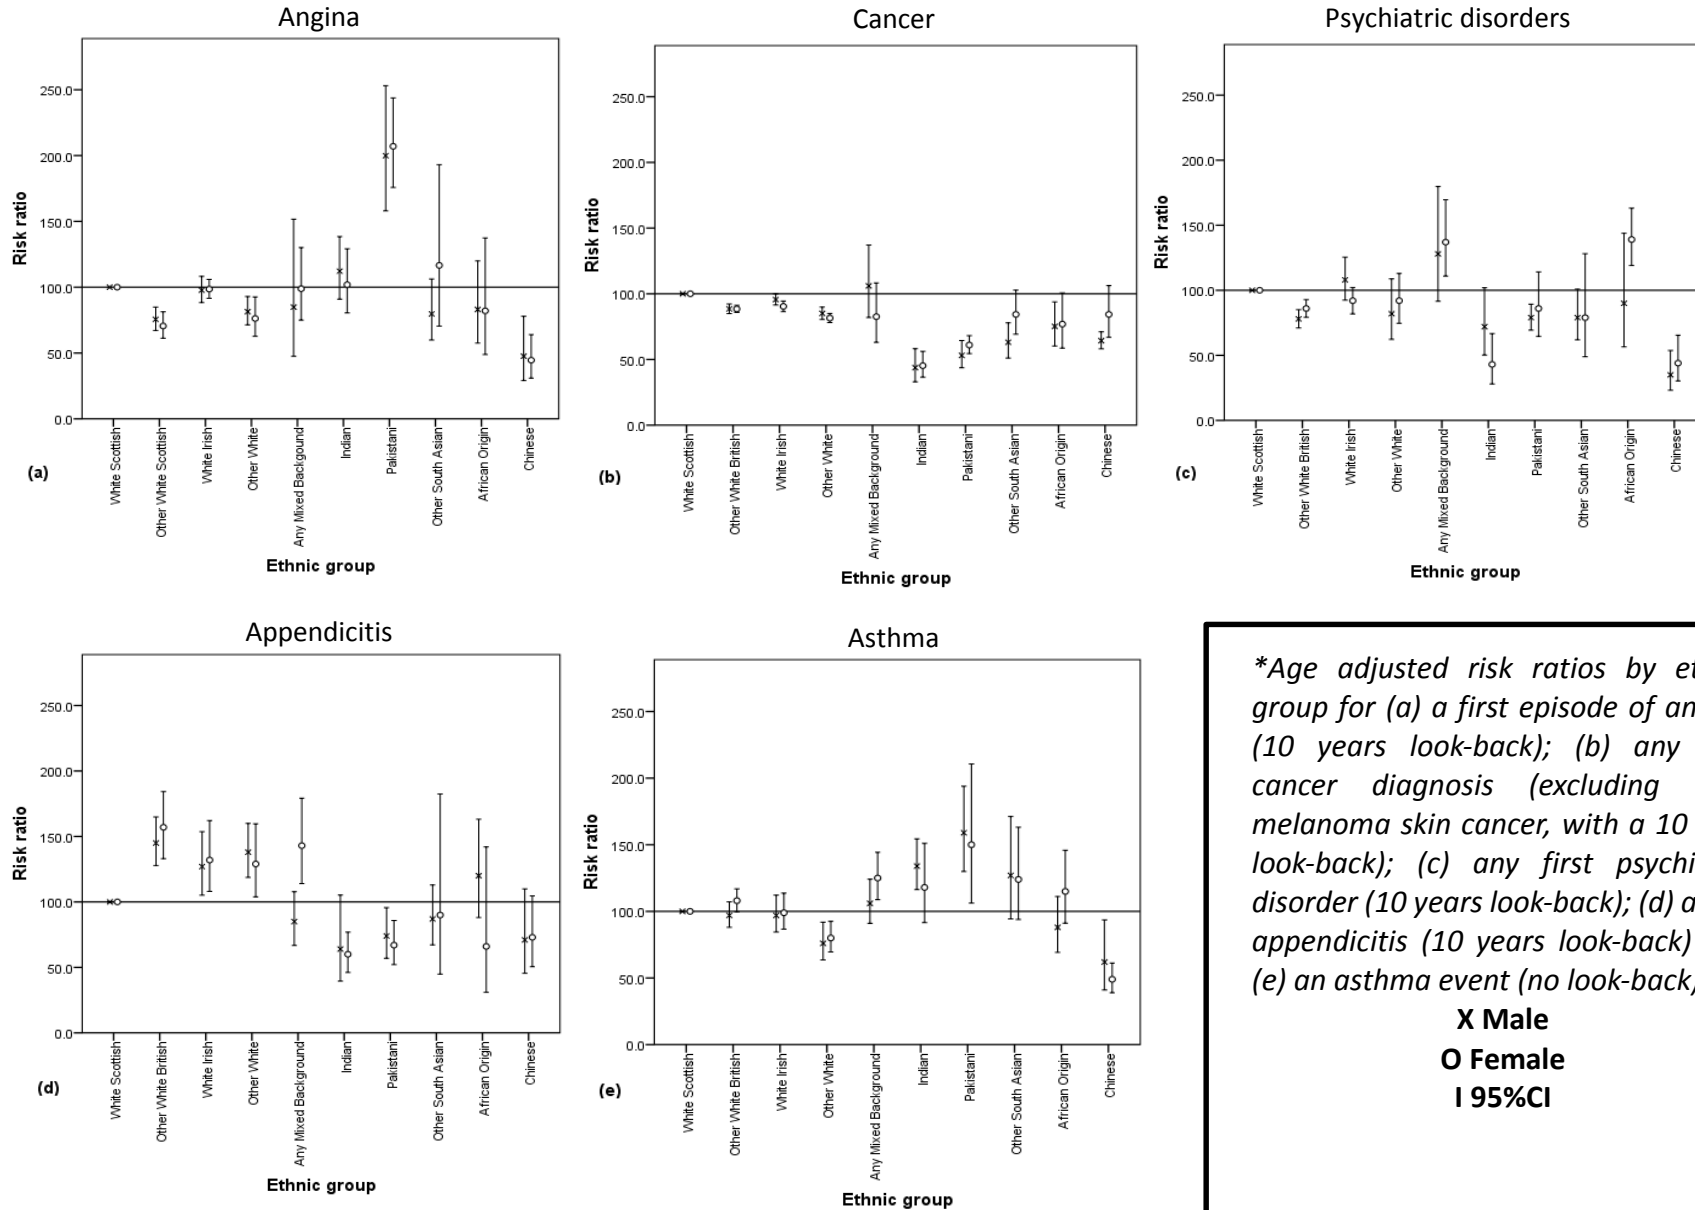 Angina
250.0
200.0
150.0
100.0
50.0
0.0
Risk ratio
White Scottish
Other White Scottish
White Irish
Other White
Any Mixed Background
Indian
Pakistani
Other South Asian
African Origin
Chinese
(a)
Ethnic group
Cancer
250.0
200.0
150.0
100.0
50.0
0.0
Risk ratio
White Scottish
Other White British
White Irish
Other White
Any Mixed Background
Indian
Pakistani
Other South Asian
African Origin
Chinese
(b)
Ethnic group
Psychiatric disorders
250.0
200.0
150.0
100.0
50.0
0.0
Risk ratio
White Scottish
Other White British
White Irish
Other White
Any Mixed Background
Indian
Pakistani
Other South Asian
African Origin
Chinese
(c)
Ethnic group
Appendicitis
250.0
200.0
150.0
100.0
50.0
0.0
Risk ratio
White Scottish
Other White British
White Irish
Other White
Any Mixed Background
Indian
Pakistani
Other South Asian
African Origin
Chinese
(d)
Ethnic group
Asthma
250.0
200.0
150.0
100.0
50.0
0.0
Risk ratio
White Scottish
Other White British
White Irish
Other White
Any Mixed Background
Indian
Pakistani
Other South Asian
African Origin
Chinese
(e)
Ethnic group
*Age adjusted risk ratios by et
group for (a) a first episode of an
(10 years look-back); (b) any
cancer diagnosis (excluding
melanoma skin cancer, with a 10
look-back); (c) any first psychi
disorder (10 years look-back); (d) a
appendicitis (10 years look-back)
(e) an asthma event (no look-back)
X Male
O Female
I 95%CI